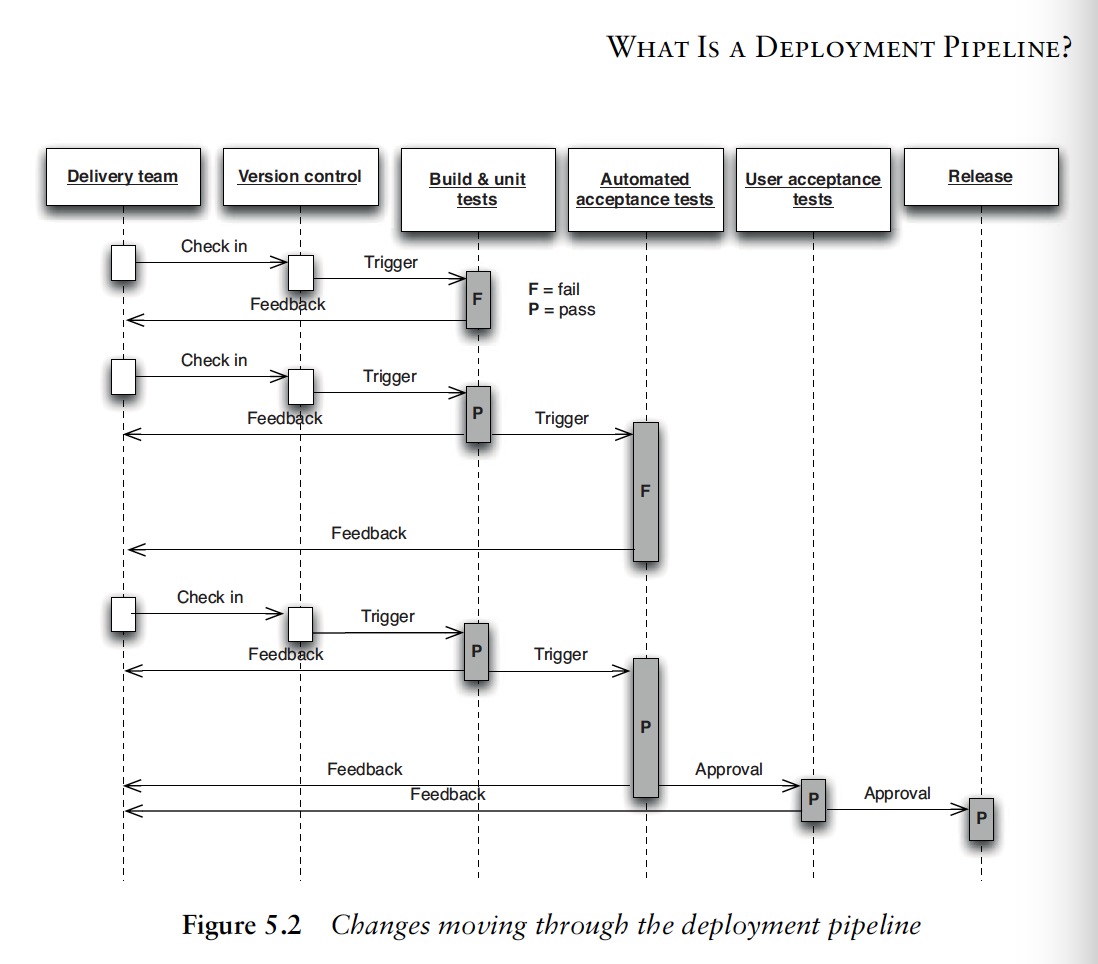 WHAT IS A DEPLOYMENT PIPELINE?
Delivery team
Version control
Build & unit
tests
Automated
acceptance tests
User acceptance
tests
Release
Check in
Trigger
F
F = fail
P = pass
Feedback
Check in
Trigger
P
Feedback
Trigger
F
Feedback
Check in
Trigger
P
Feedback
Trigger
P
Feedback
Approval
Feedback
P
Approval
P
Figure 5.2 Changes moving through the deployment pipeline